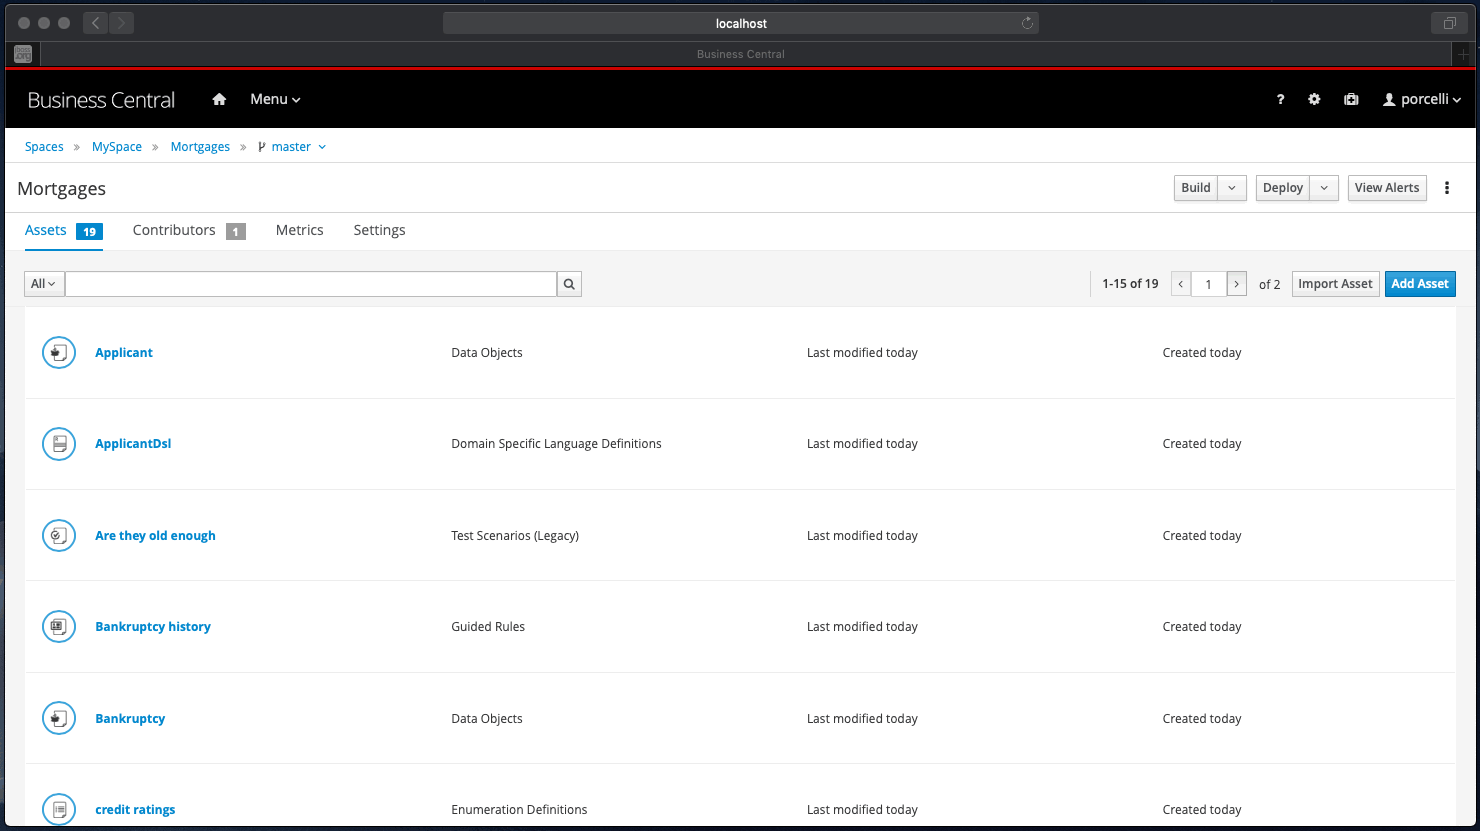 localhost
Business Central
Business Central Menu ? porcelli
Spaces » MySpace » Mortgages » master
Mortgages Build Deploy View Alerts
Assets 19 Contributors 1 Metrics Settings
All 1-15 of 19 < 1 > of 2 Import Asset Add Asset
Applicant Data Objects Last modified today Created today
ApplicantDsl Domain Specific Language Definitions Last modified today Created today
Are they old enough Test Scenarios (Legacy) Last modified today Created today
Bankruptcy history Guided Rules Last modified today Created today
Bankruptcy Data Objects Last modified today Created today
credit ratings Enumeration Definitions Last modified today Created today